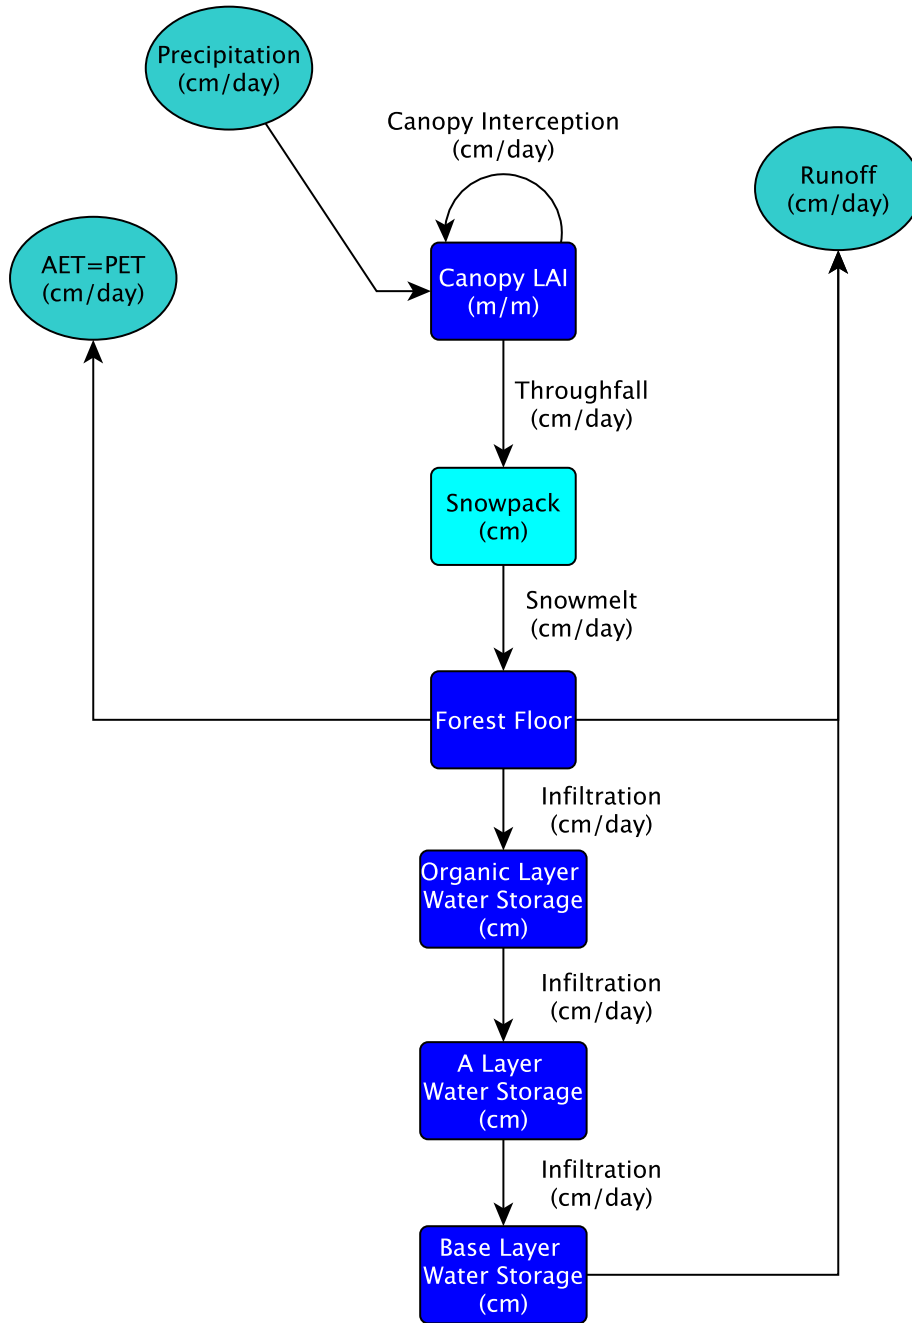 Precipitation
(cm/day)
Canopy Interception
(cm/day)
Runoff
(cm/day)
AET=PET
(cm/day)
Canopy LAI
(m/m)
Throughfall
(cm/day)
Snowpack
(cm)
Snowmelt
(cm/day)
Forest Floor
Infiltration
(cm/day)
Organic Layer
Water Storage
(cm)
Infiltration
(cm/day)
A Layer
Water Storage
(cm)
Infiltration
(cm/day)
Base Layer
Water Storage
(cm)